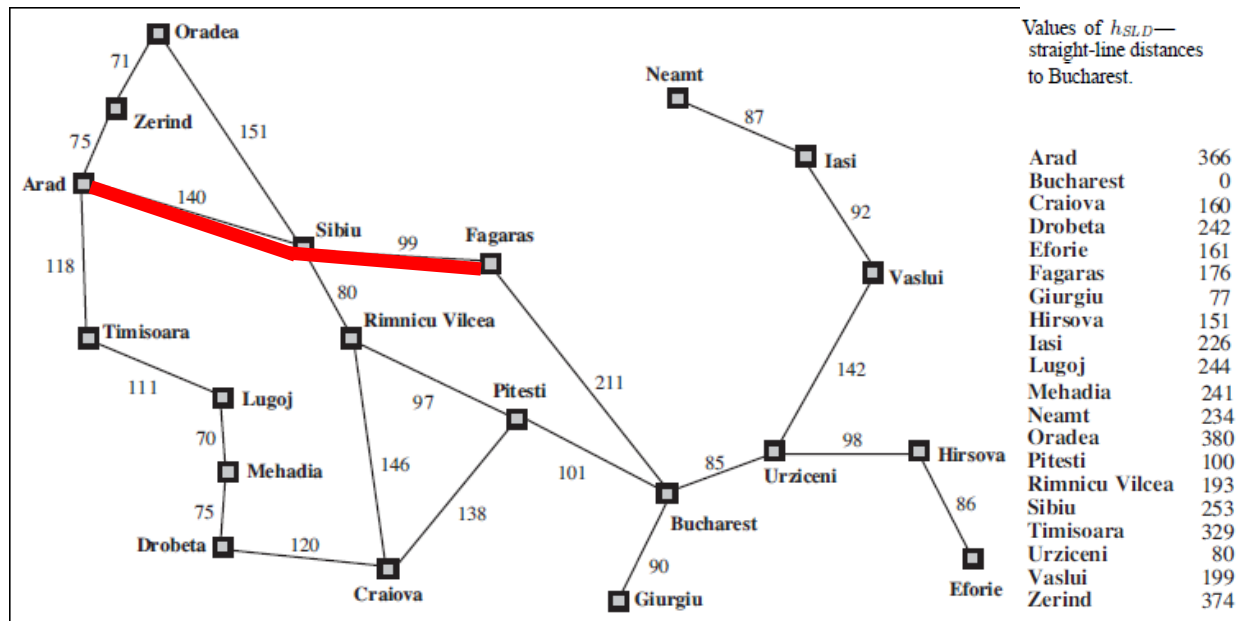 Oradea
71
Neamt
87
Zerind
75
151
Iasi
Arad
140
92
Sibiu
99
Fagaras
118
80
Vaslui
Timisoara
Rimnicu Vilcea
111
211
142
Lugoj
Pitesti
97
70
98
Hirsova
Mehadia
146
101
85
Urziceni
75
138
Bucharest
86
Drobeta
120
90
Craiova
Giurgiu
Eforie
Values of hSLD—
straight-line distances
to Bucharest.
Arad 366
Bucharest 0
Craiova 160
Drobeta 242
Eforie 161
Fagaras 176
Giurgiu 77
Hirsova 151
Iasi 226
Lugoj 244
Mehadia 241
Neamt 234
Oradea 380
Pitesti 100
Rimnicu Vilcea 193
Sibiu 253
Timisoara 329
Urziceni 80
Vaslui 199
Zerind 374